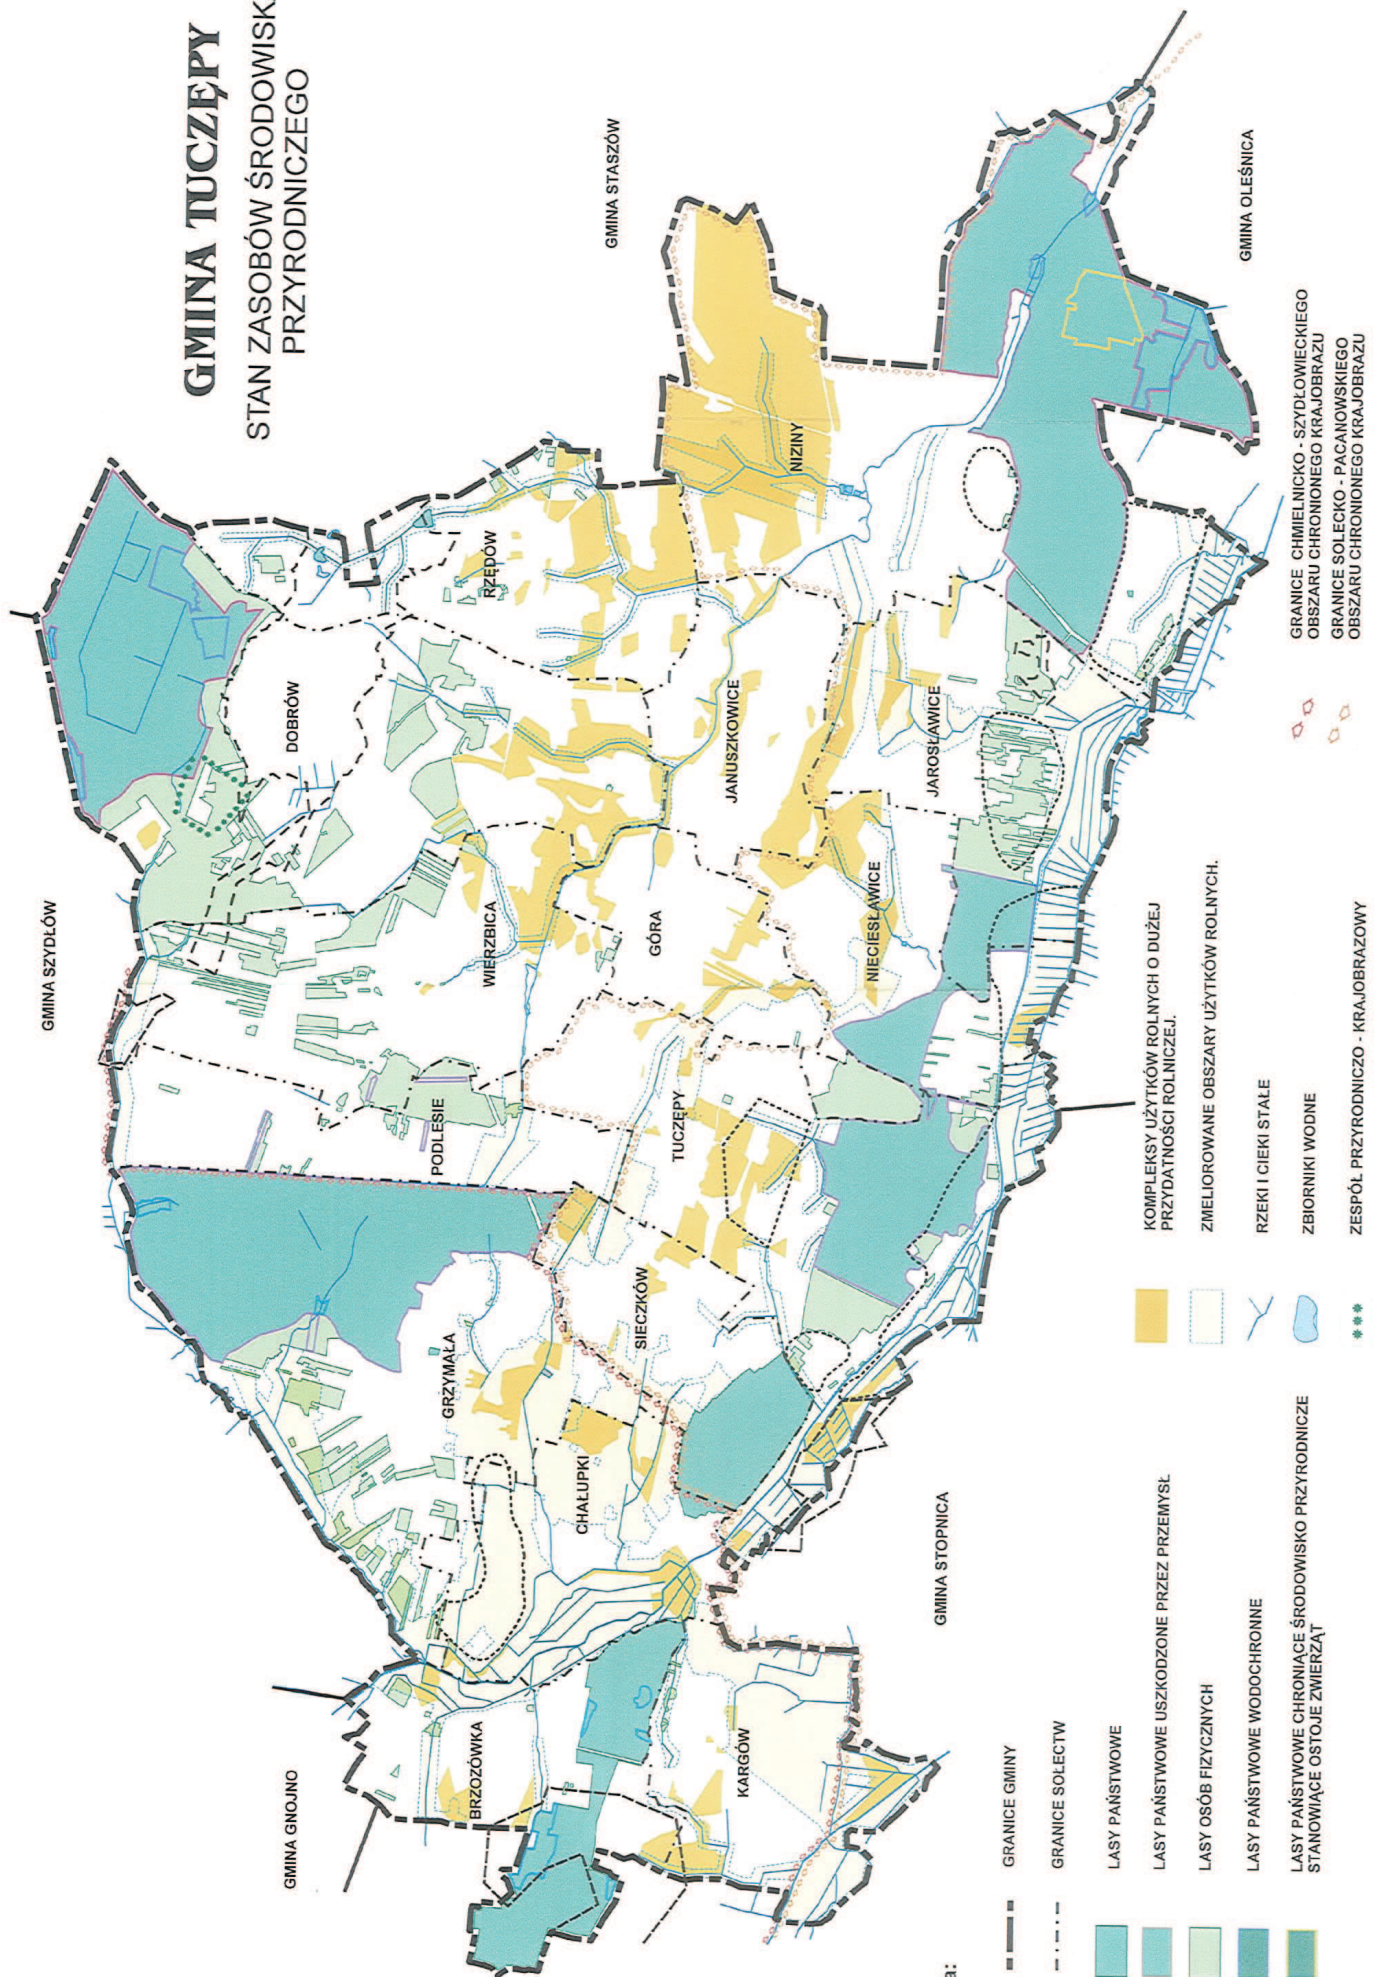 GMINA TUCZĘPY
STAN ZASOBÓW ŚRODOWISK
PRZYRODNICZEGO
GMINA SZYDŁÓW
GMINA STASZÓW
GMINA OLEŚNICA
GMINA GNOJNO
GMINA STOPNICA
DOBRÓW
RZĘDÓW
NIZINY
WIERZBICA
GÓRA
JANUSZKOWICE
JAROSŁAWICE
NIECIESŁAWICE
PODLESIE
TUCZĘPY
SIECZKÓW
GRZYMAŁA
CHAŁUPKI
BRZOZÓWKA
KARGÓW
a:
GRANICE GMINY
GRANICE SOŁECTW
LASY PAŃSTWOWE
LASY PAŃSTWOWE USZKODZONE PRZEZ PRZEMYSŁ
LASY OSÓB FIZYCZNYCH
LASY PAŃSTWOWE WODOCHRONNE
LASY PAŃSTWOWE CHRONIĄCE ŚRODOWISKO PRZYRODNICZE
STANOWIĄCE OSTOJE ZWIERZĄT
KOMPLEKSY UŻYTKÓW ROLNYCH O DUŻEJ
PRZYDATNOŚCI ROLNICZEJ.
ZMELIOROWANE OBSZARY UŻYTKÓW ROLNYCH.
RZEKI I CIEKI STAŁE
ZBIORNIKI WODNE
ZESPÓŁ PRZYRODNICZO - KRAJOBRAZOWY
GRANICE CHMIELNICKO - SZYDŁOWIECKIEGO
OBSZARU CHRONIONEGO KRAJOBRAZU
GRANICE SOLECKO - PACANOWSKIEGO
OBSZARU CHRONIONEGO KRAJOBRAZU